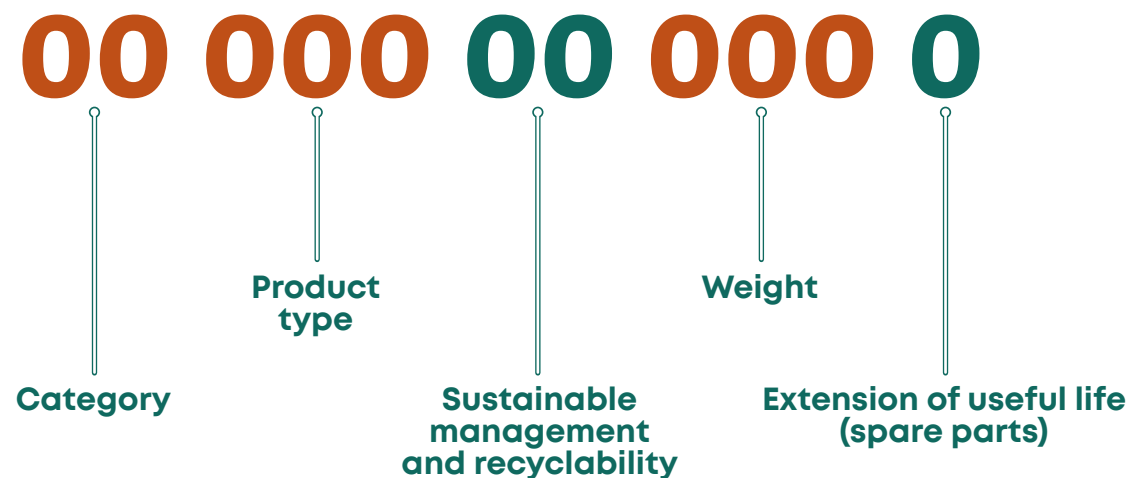 00 000 00 000 0
Product
type
Weight
Category
Sustainable
management
and recyclability
Extension of useful life
(spare parts)